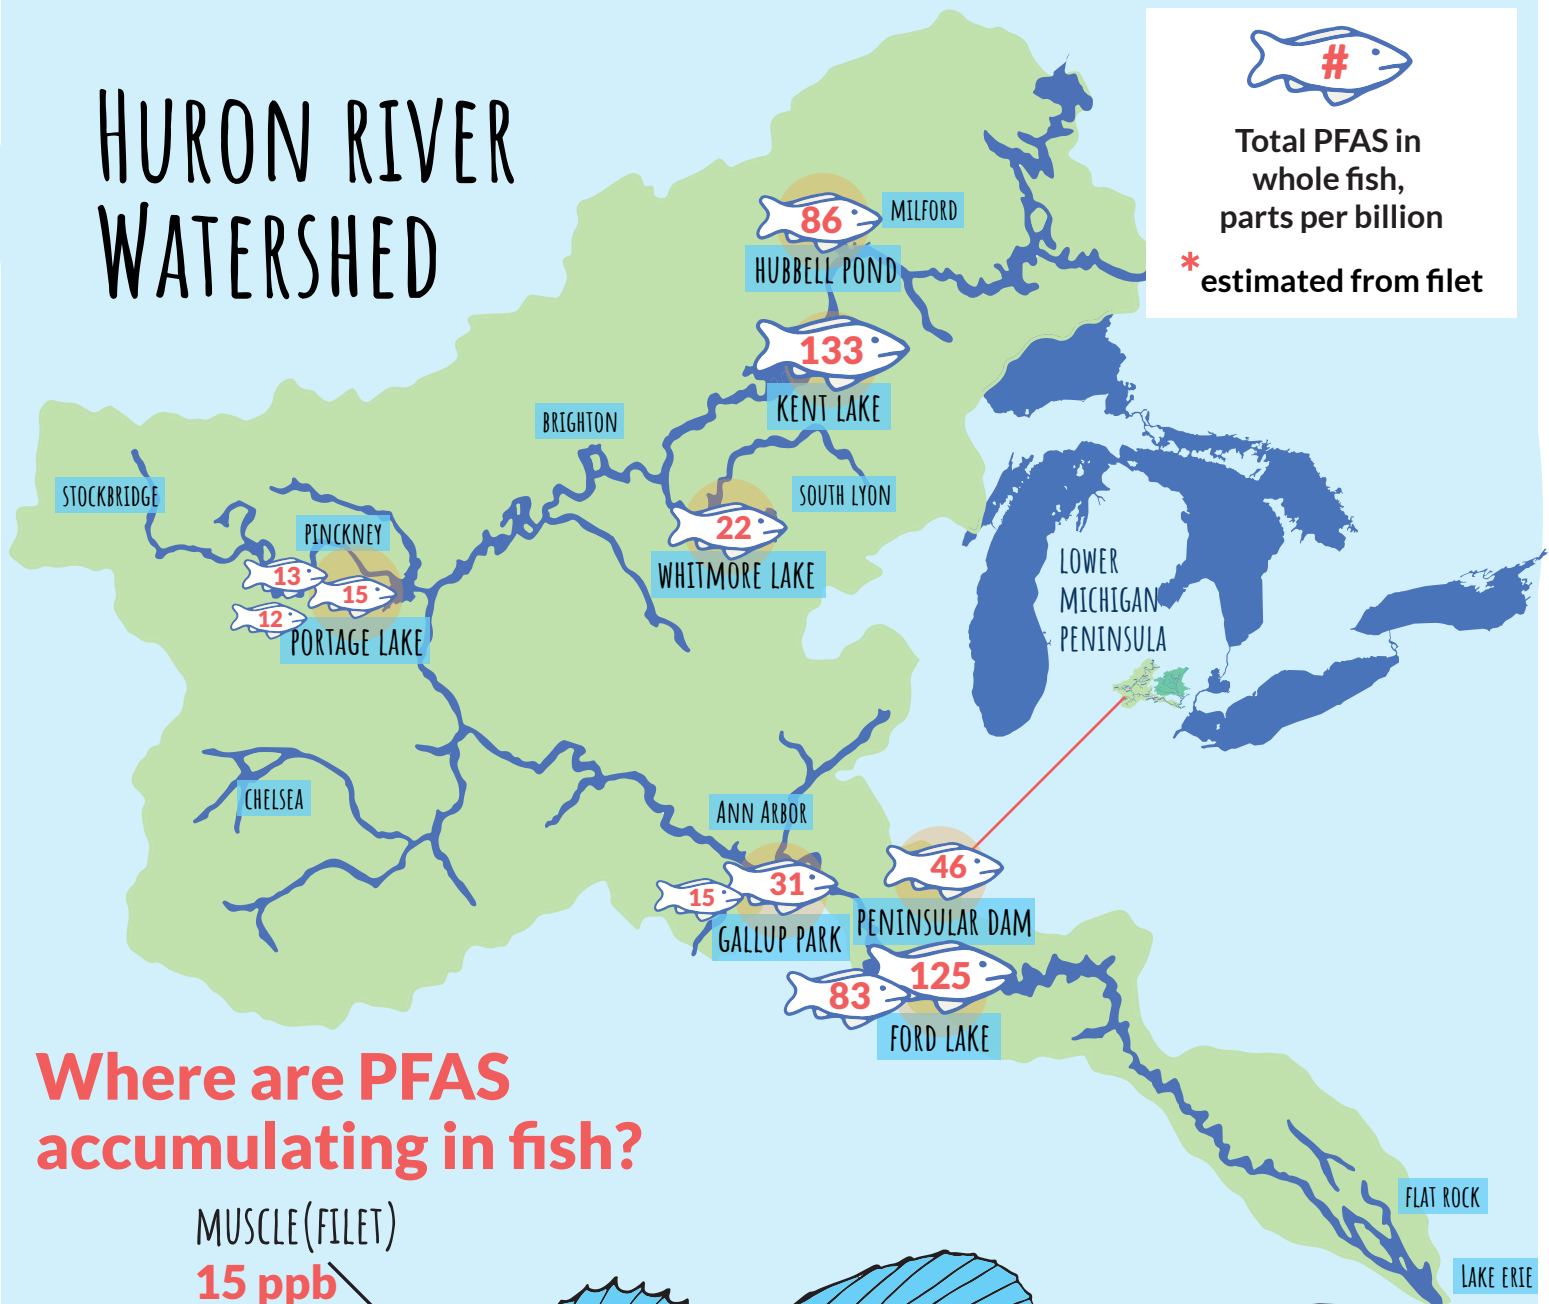 HURON RIVER
WATERSHED
#
Total PFAS in
whole fish,
parts per billion
*estimated from filet
86
MILFORD
HUBBELL POND
133
KENT LAKE
BRIGHTON
STOCKBRIDGE
SOUTH LYON
PINCKNEY
22
WHITMORE LAKE
13
15
12
PORTAGE LAKE
LOWER
MICHIGAN
PENINSULA
CHELSEA
ANN ARBOR
46
31
15
PENINSULAR DAM
GALLUP PARK
125
83
FORD LAKE
Where are PFAS
accumulating in fish?
FLAT ROCK
MUSCLE(FILET)
15 ppb
LAKE ERIE